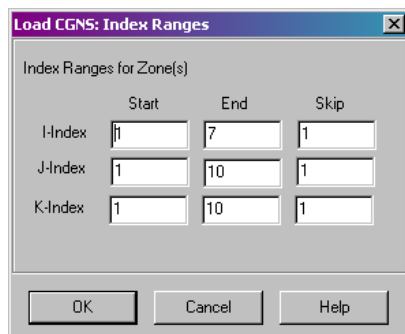 Load CGNS: Index Ranges
Index Ranges for Zone(s)
Start End Skip
I-Index 1 7 1
J-Index 1 10 1
K-Index 1 10 1
OK Cancel Help